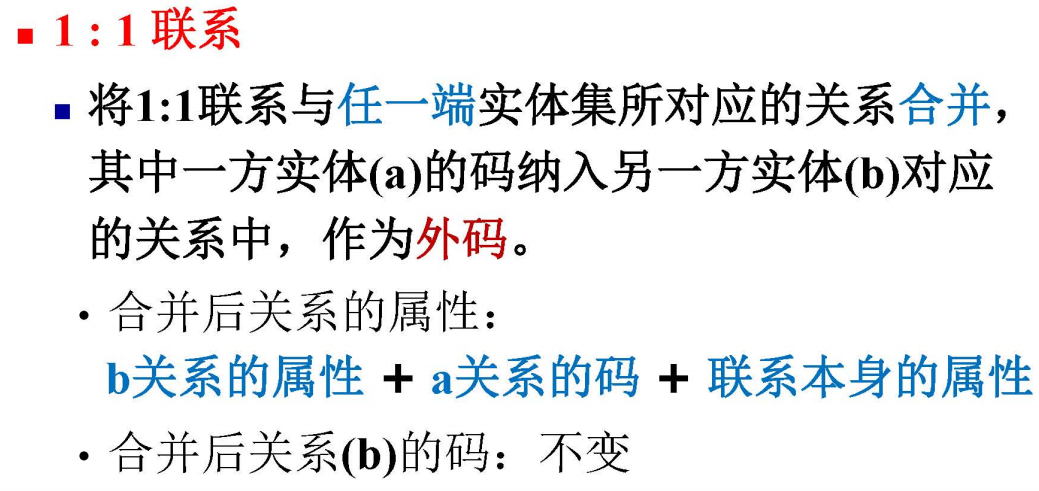 1 : 1 联系
将1:1联系与任一端实体集所对应的关系合并，
其中一方实体(a)的码纳入另一方实体(b)对应
的关系中，作为外码。
• 合并后关系的属性：
b关系的属性 + a关系的码 + 联系本身的属性
• 合并后关系(b)的码：不变